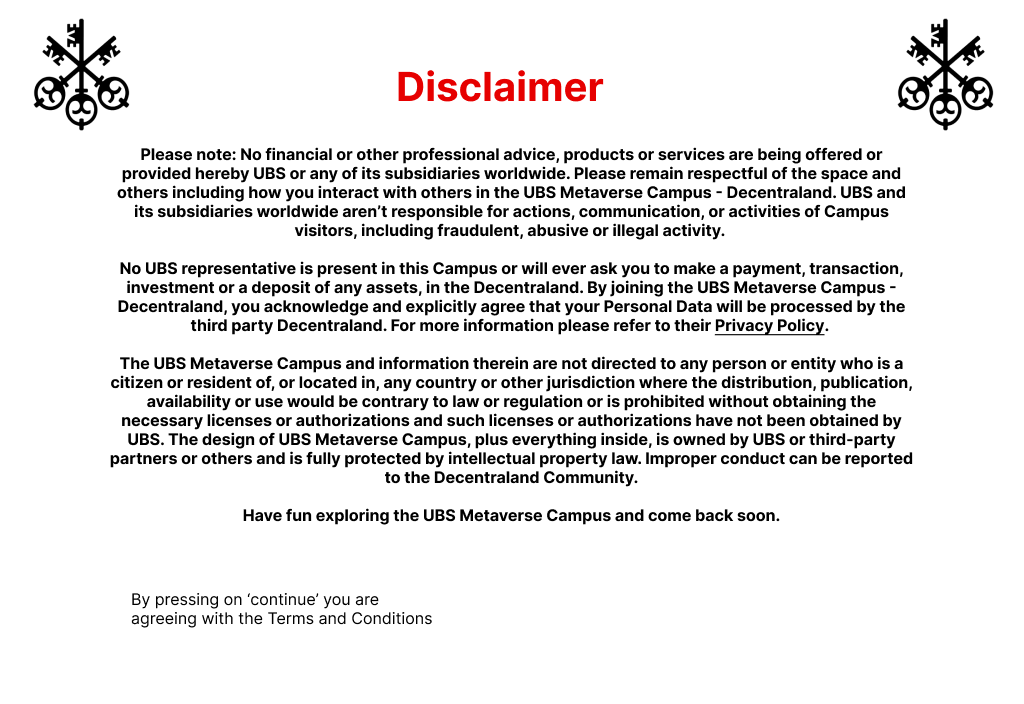 Disclaimer
Please note: No financial or other professional advice, products or services are being offered or
provided hereby UBS or any of its subsidiaries worldwide. Please remain respectful of the space and
others including how you interact with others in the UBS Metaverse Campus - Decentraland. UBS and
its subsidiaries worldwide aren’t responsible for actions, communication, or activities of Campus
visitors, including fraudulent, abusive or illegal activity.
No UBS representative is present in this Campus or will ever ask you to make a payment, transaction,
investment or a deposit of any assets, in the Decentraland. By joining the UBS Metaverse Campus -
Decentraland, you acknowledge and explicitly agree that your Personal Data will be processed by the
third party Decentraland. For more information please refer to their Privacy Policy.
The UBS Metaverse Campus and information therein are not directed to any person or entity who is a
citizen or resident of, or located in, any country or other jurisdiction where the distribution, publication,
availability or use would be contrary to law or regulation or is prohibited without obtaining the
necessary licenses or authorizations and such licenses or authorizations have not been obtained by
UBS. The design of UBS Metaverse Campus, plus everything inside, is owned by UBS or third-party
partners or others and is fully protected by intellectual property law. Improper conduct can be reported
to the Decentraland Community.
Have fun exploring the UBS Metaverse Campus and come back soon.
By pressing on ‘continue’ you are
agreeing with the Terms and Conditions